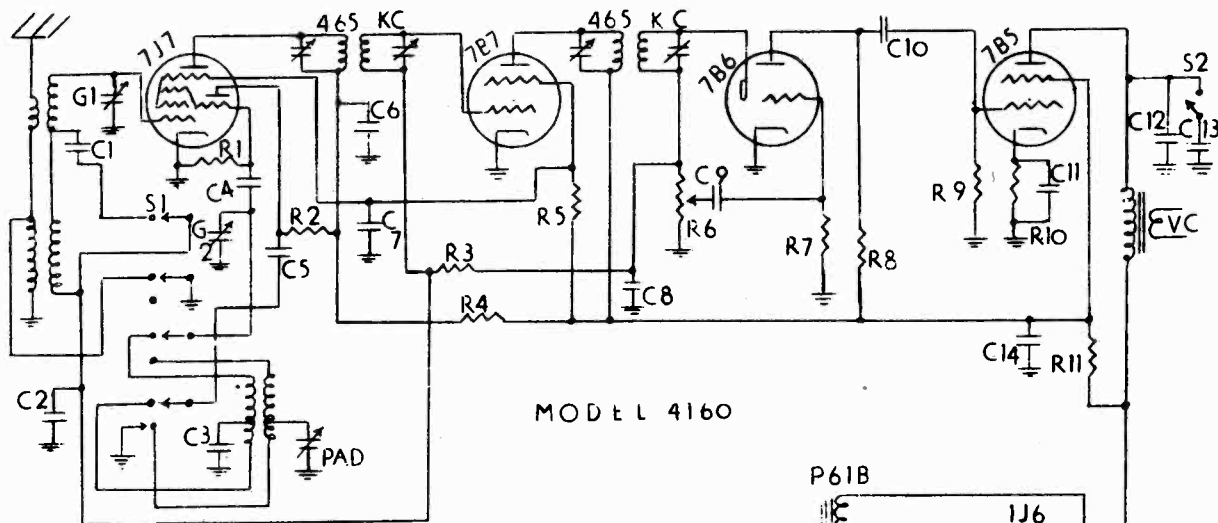 465 KC
465 KC
7J7
7B7
7B6
7B5
C10
S2
G1
C1
C6
C12
C13
R1
C4
S1
G2
R2
C7
C5
R5
C9
R6
R7
R8
R9
C11
R10
VC
R3
C8
R4
C14
R11
C2
C3
PAD
MODEL 4160
P61B
1J6